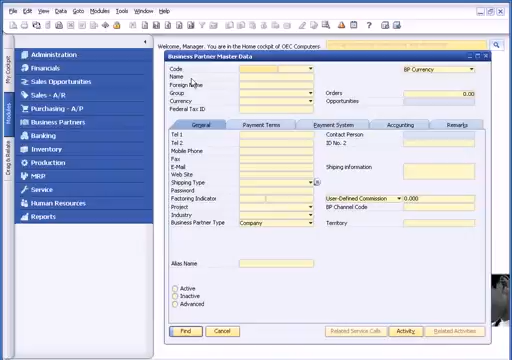 File Edit View Data Go to Modules Tools Window Help
Welcome, Manager. You are in the Home cockpit of OEC Computers
My Cockpit
Modules
Drag & Relate
Administration
Financials
Sales Opportunities
Sales - A/R
Purchasing - A/P
Business Partners
Banking
Inventory
Production
MRP
Service
Human Resources
Reports
Business Partner Master Data
Code
BP Currency
Name
Foreign Name
Group
Orders 0.00
Currency
Opportunities
Federal Tax ID
General Payment Terms Payment System Accounting Remarks
Tel 1
Contact Person
Tel 2
ID No. 2
Mobile Phone
Fax
E-Mail
Shiping information
Web Site
Shipping Type
Password
Factoring Indicator
User-Defined Commission 0.000
Project
BP Channel Code
Industry
Business Partner Type Company
Territory
Alias Name
Active
Inactive
Advanced
Find Cancel Related Service Calls Activity Related Activities